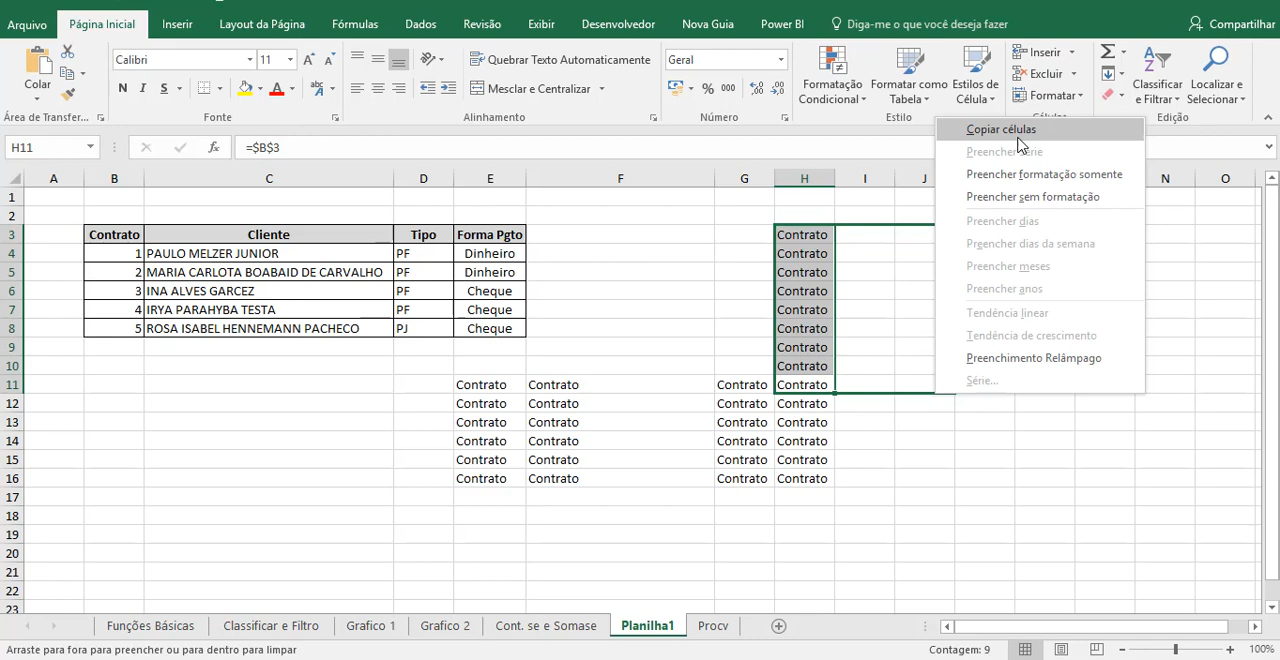 Arquivo Página Inicial Inserir Layout da Página Fórmulas Dados Revisão Exibir Desenvolvedor Nova Guia Power BI Diga-me o que você deseja fazer Compartilhar
Colar Calibri 11 Quebrar Texto Automaticamente Geral Formatação Condicional Formatar como Tabela Estilos de Célula Inserir Classificar e Filtrar Localizar e Selecionar
N I S Mesclar e Centralizar % 000 Excluir
Formatar
Área de Transfer... Fonte Alinhamento Número Estilo Células Edição
H11 fx =$B$3
Copiar células
Preencher série
Preencher formatação somente
Preencher sem formatação
Preencher dias
Preencher dias da semana
Preencher meses
Preencher anos
Tendência linear
Tendência de crescimento
Preenchimento Relâmpago
Série...
A B C D E F G H I J N O
1
2
3 Contrato Cliente Tipo Forma Pgto Contrato
4 1 PAULO MELZER JUNIOR PF Dinheiro Contrato
5 2 MARIA CARLOTA BOABAID DE CARVALHO PF Dinheiro Contrato
6 3 INA ALVES GARCEZ PF Cheque Contrato
7 4 IRYA PARAHYBA TESTA PF Cheque Contrato
8 5 ROSA ISABEL HENNEMANN PACHECO PJ Cheque Contrato
9 Contrato
10 Contrato
11 Contrato Contrato Contrato Contrato
12 Contrato Contrato Contrato Contrato
13 Contrato Contrato Contrato Contrato
14 Contrato Contrato Contrato Contrato
15 Contrato Contrato Contrato Contrato
16 Contrato Contrato Contrato Contrato
17
18
19
20
21
22
23
Funções Básicas Classificar e Filtro Grafico 1 Grafico 2 Cont. se e Somase Planilha1 Procv
Arraste para fora para preencher ou para dentro para limpar Contagem: 9 100%